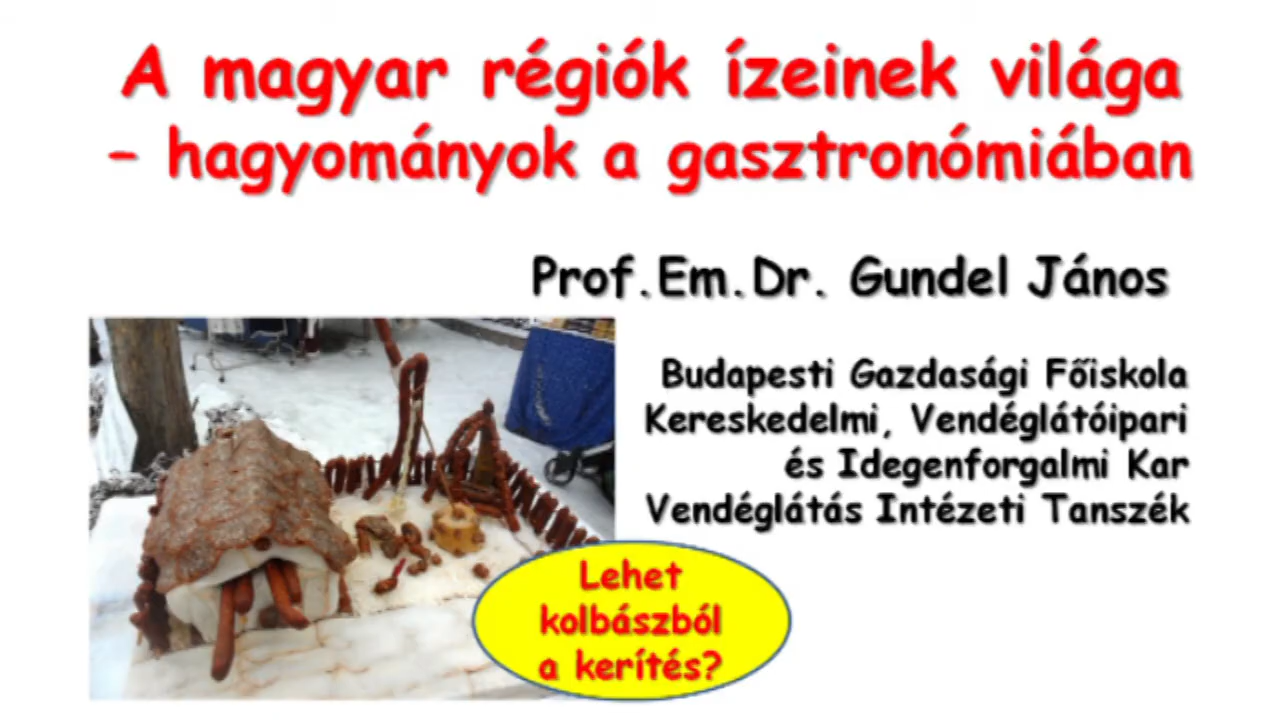 A magyar régiók ízeinek világa
– hagyományok a gasztronómiában
Prof.Em.Dr. Gundel János
Budapesti Gazdasági Főiskola
Kereskedelmi, Vendéglátóipari
és Idegenforgalmi Kar
Vendéglátás Intézeti Tanszék
Lehet
kolbászból
a kerítés?